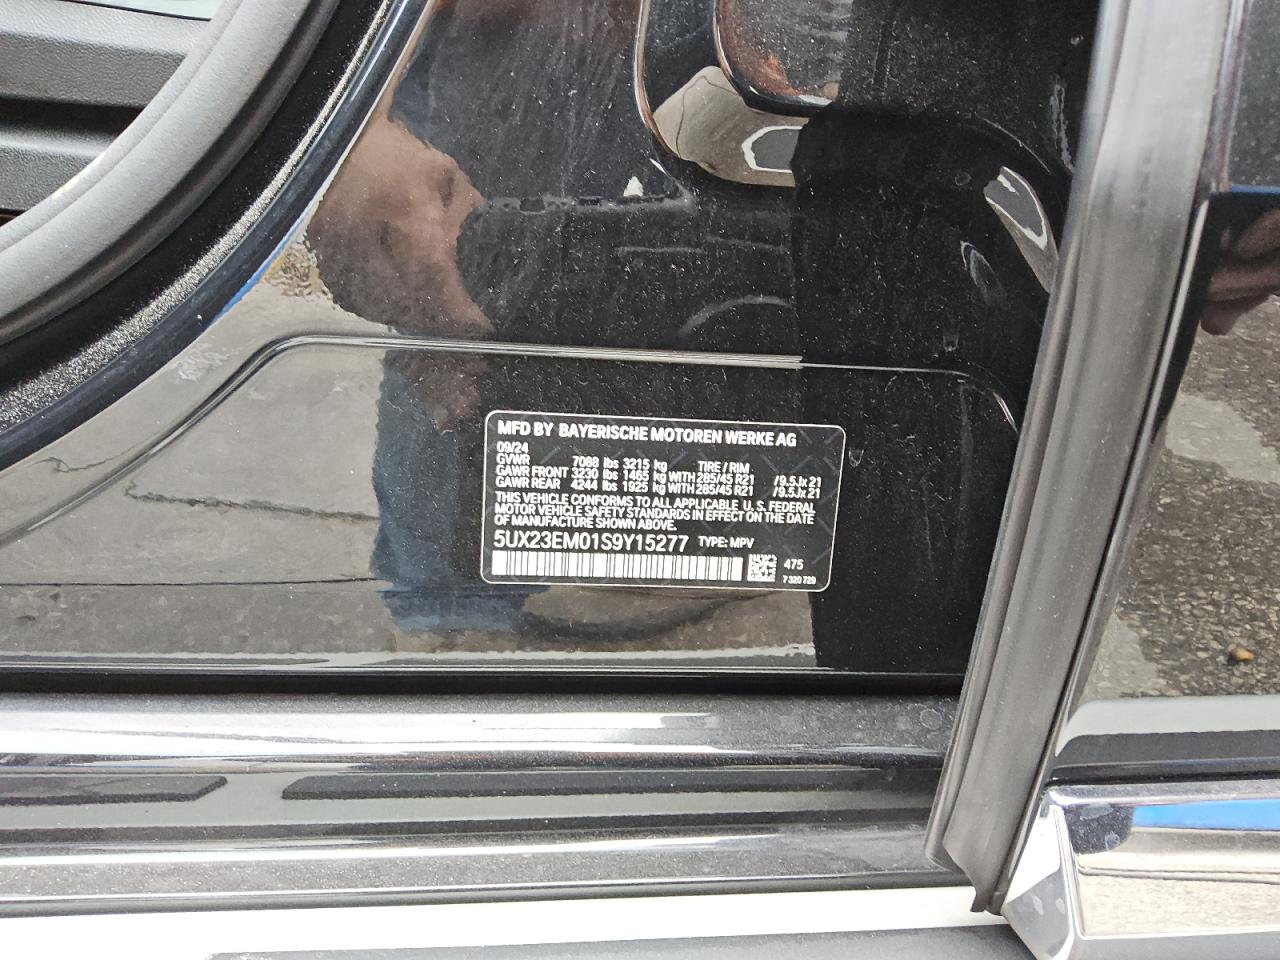 MFD BY BAYERISCHE MOTOREN WERKE AG
09/24
GVWR 7088 lbs 3215 kg TIRE / RIM
GAWR FRONT 3230 lbs 1465 kg WITH 285/45 R21 /9.5Jx21
GAWR REAR 4244 lbs 1925 kg WITH 285/45 R21 /9.5Jx21
THIS VEHICLE CONFORMS TO ALL APPLICABLE U. S. FEDERAL
MOTOR VEHICLE SAFETY STANDARDS IN EFFECT ON THE DATE
OF MANUFACTURE SHOWN ABOVE.
5UX23EM01S9Y15277 TYPE: MPV
475
7 320 729